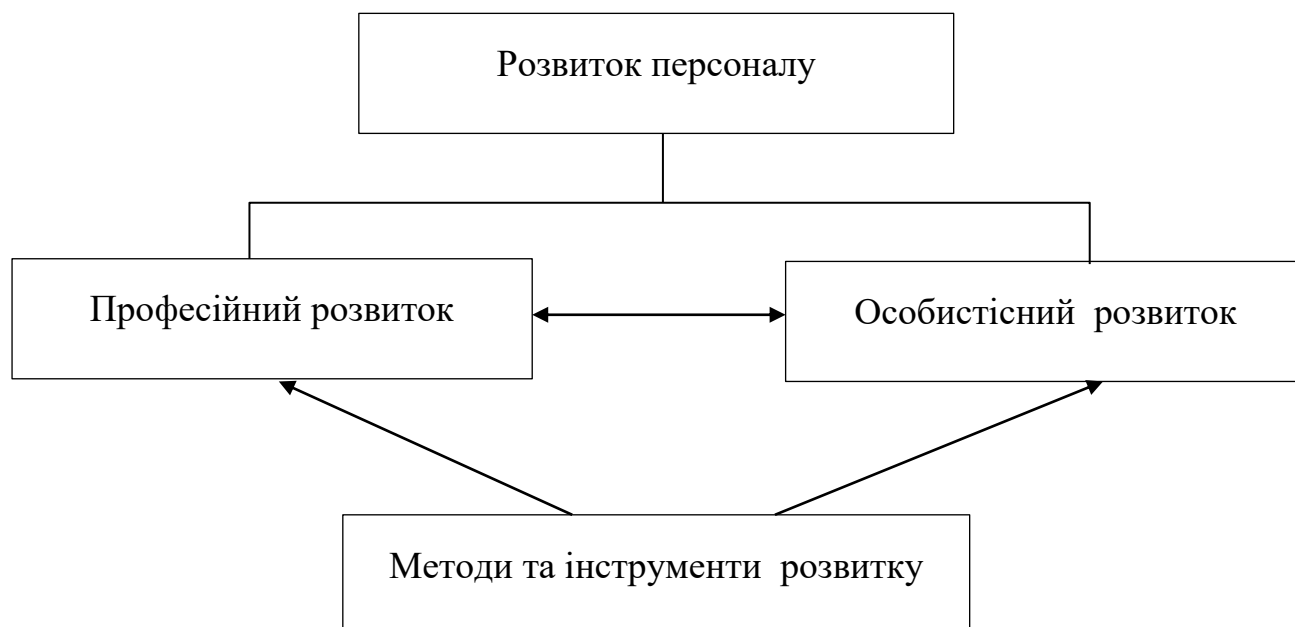 Розвиток персоналу
Професійний розвиток
Особистісний розвиток
Методи та інструменти розвитку